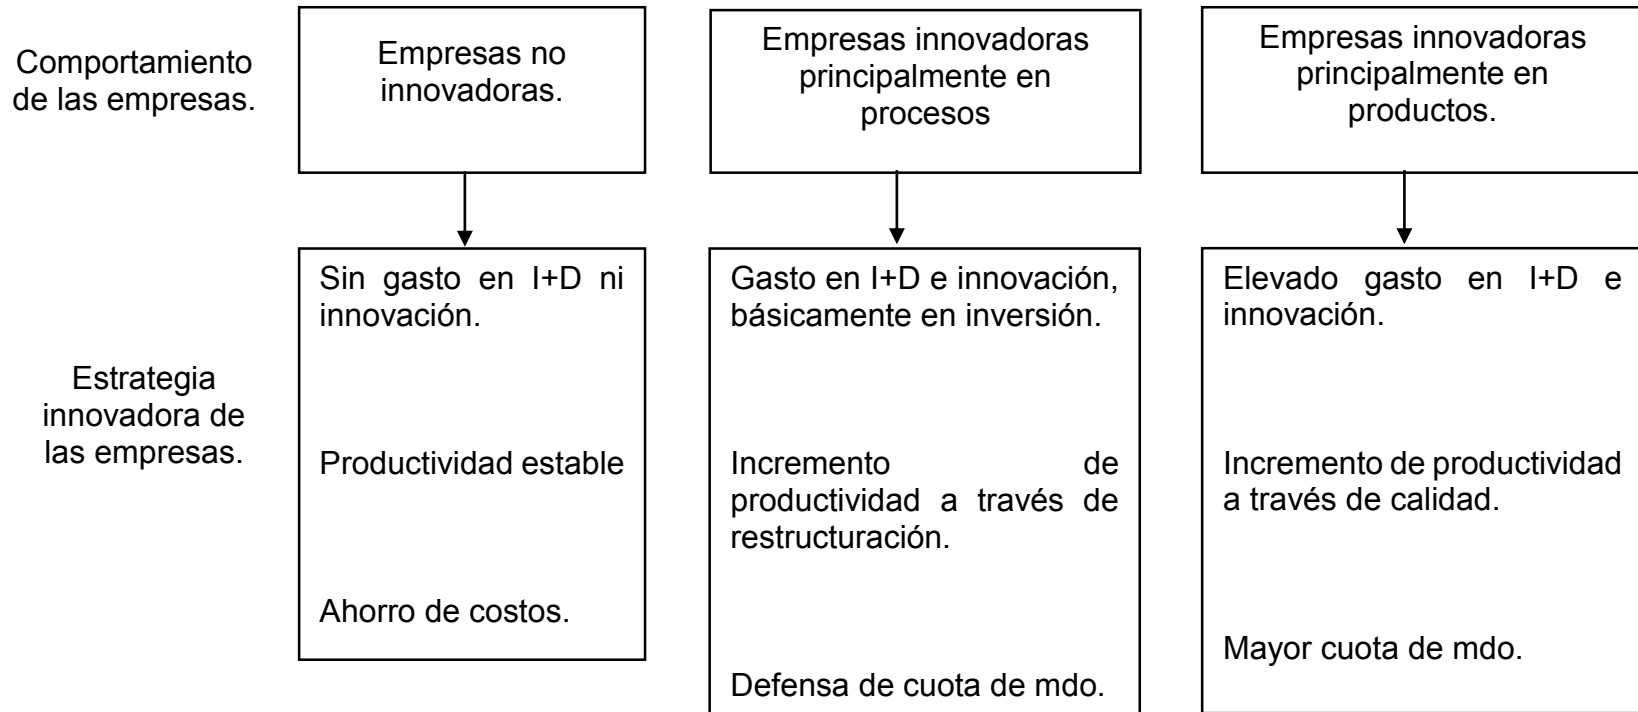 Comportamiento
de las empresas.
Empresas no
innovadoras.
Empresas innovadoras
principalmente en
procesos
Empresas innovadoras
principalmente en
productos.
Estrategia
innovadora de
las empresas.
Sin gasto en I+D ni
innovación.
Productividad estable
Ahorro de costos.
Gasto en I+D e innovación,
básicamente en inversión.
Incremento de
productividad a través de
restructuración.
Defensa de cuota de mdo.
Elevado gasto en I+D e
innovación.
Incremento de productividad
a través de calidad.
Mayor cuota de mdo.